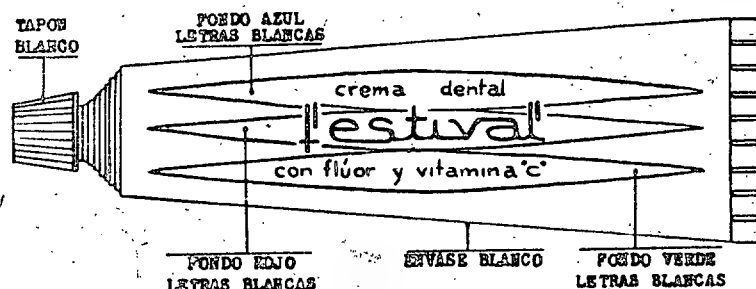 TAPON
BLANCO
FONDO AZUL
LETRAS BLANCAS
crema dental
festival
con flúor y vitamina "C"
FONDO ROJO
LETRAS BLANCAS
ENVASE BLANCO
FONDO VERDE
LETRAS BLANCAS